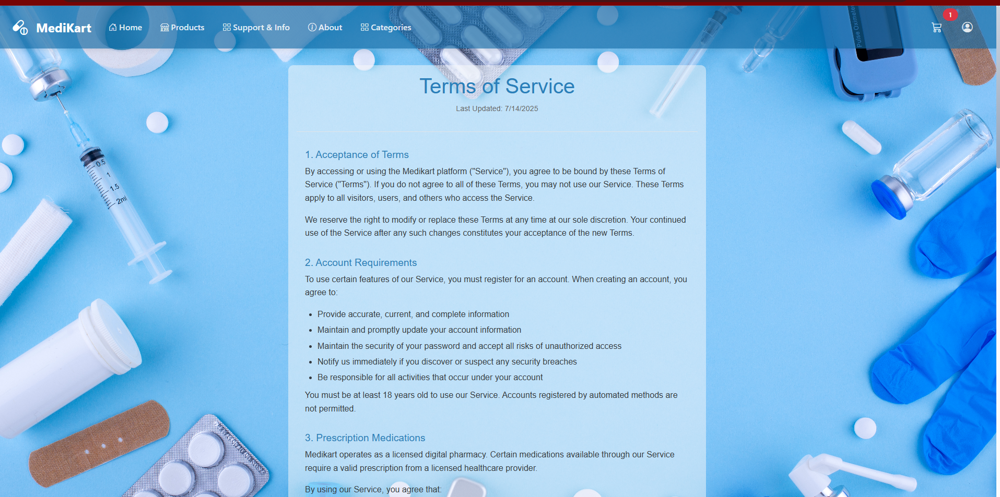 MediKart Home Products Support & Info About Categories 1
Pulse Oximeter
Terms of Service
Last Updated: 7/14/2025
0.5
1
1.5
2ml
1. Acceptance of Terms
By accessing or using the Medikart platform ("Service"), you agree to be bound by these Terms of
Service ("Terms"). If you do not agree to all of these Terms, you may not use our Service. These Terms
apply to all visitors, users, and others who access the Service.
We reserve the right to modify or replace these Terms at any time at our sole discretion. Your continued
use of the Service after any such changes constitutes your acceptance of the new Terms.
2. Account Requirements
To use certain features of our Service, you must register for an account. When creating an account, you
agree to:
• Provide accurate, current, and complete information
• Maintain and promptly update your account information
• Maintain the security of your password and accept all risks of unauthorized access
• Notify us immediately if you discover or suspect any security breaches
• Be responsible for all activities that occur under your account
You must be at least 18 years old to use our Service. Accounts registered by automated methods are
not permitted.
3. Prescription Medications
Medikart operates as a licensed digital pharmacy. Certain medications available through our Service
require a valid prescription from a licensed healthcare provider.
By using our Service, you agree that: